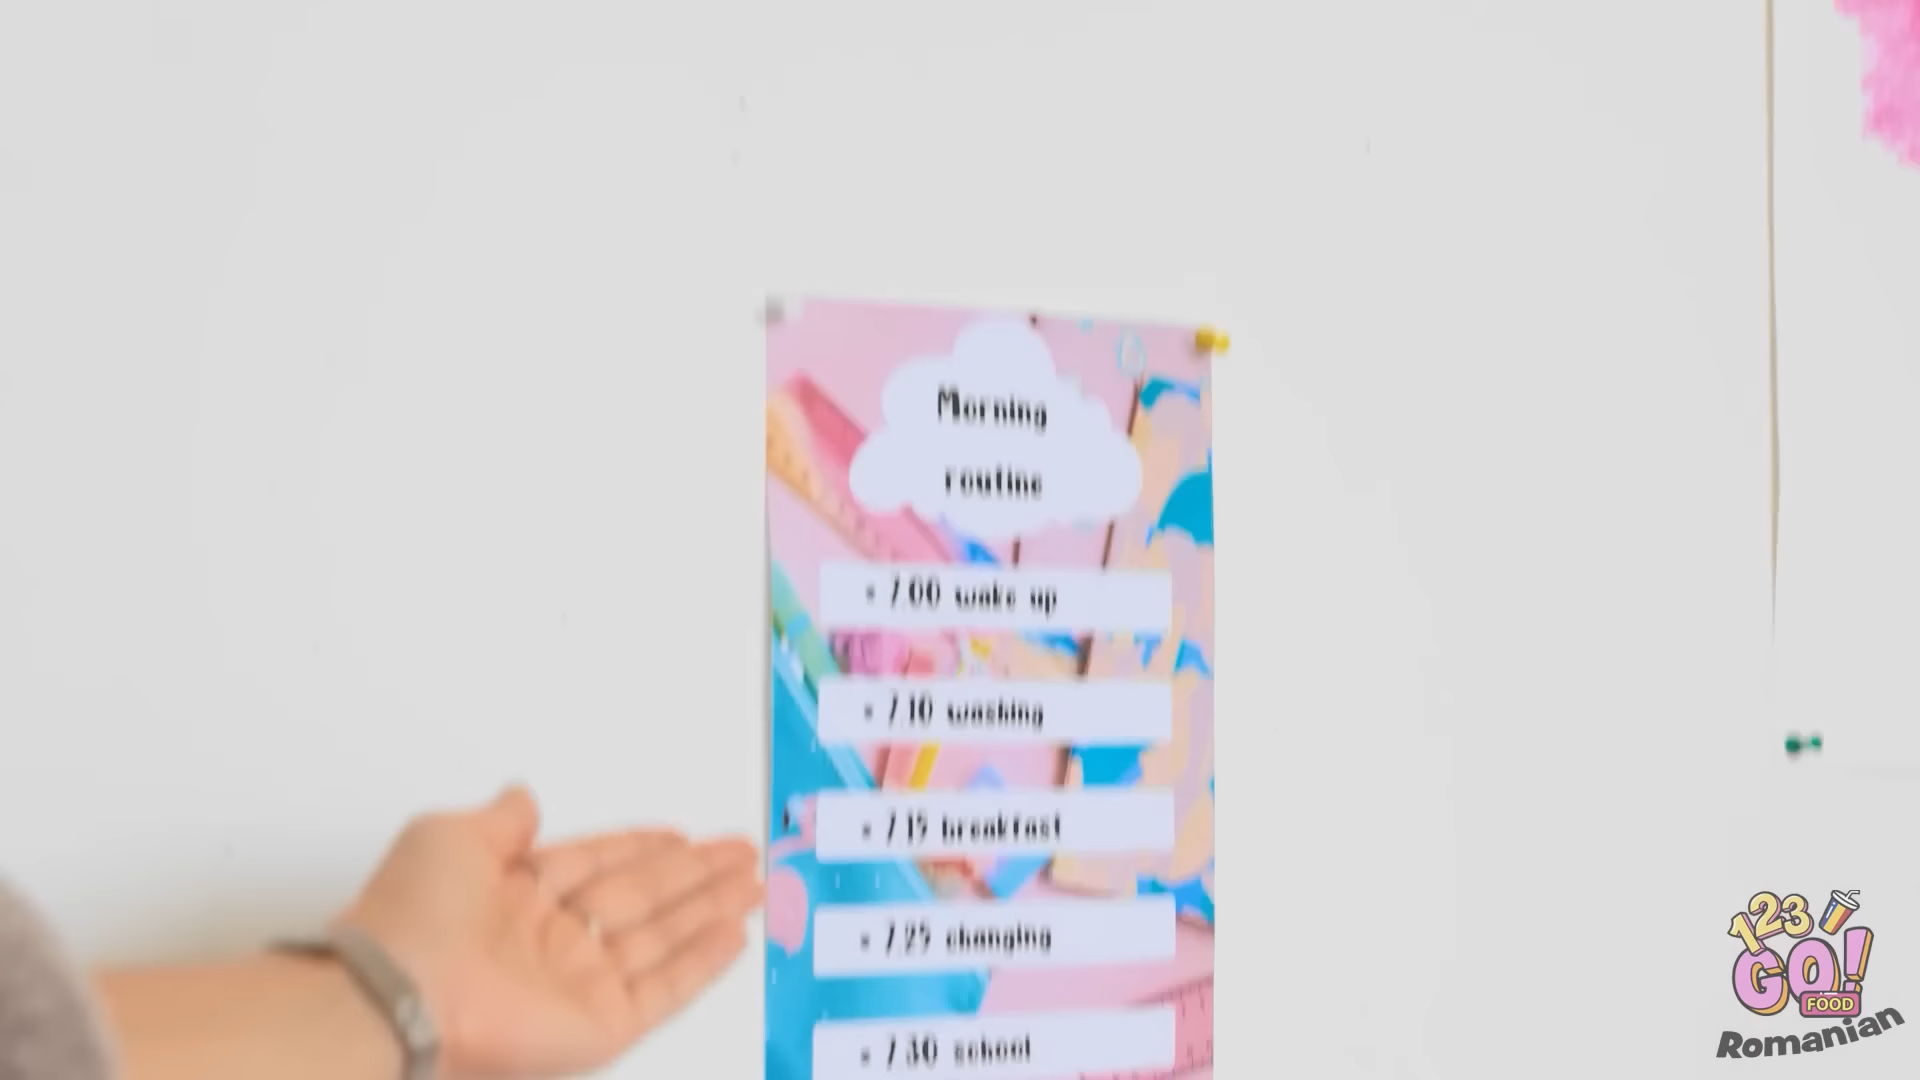 Morning
routine
• 7.00 wake up
• 7.10 washing
• 7.15 breakfast
• 7.25 changing
• 7.30 school
123
GO!
FOOD
Romanian